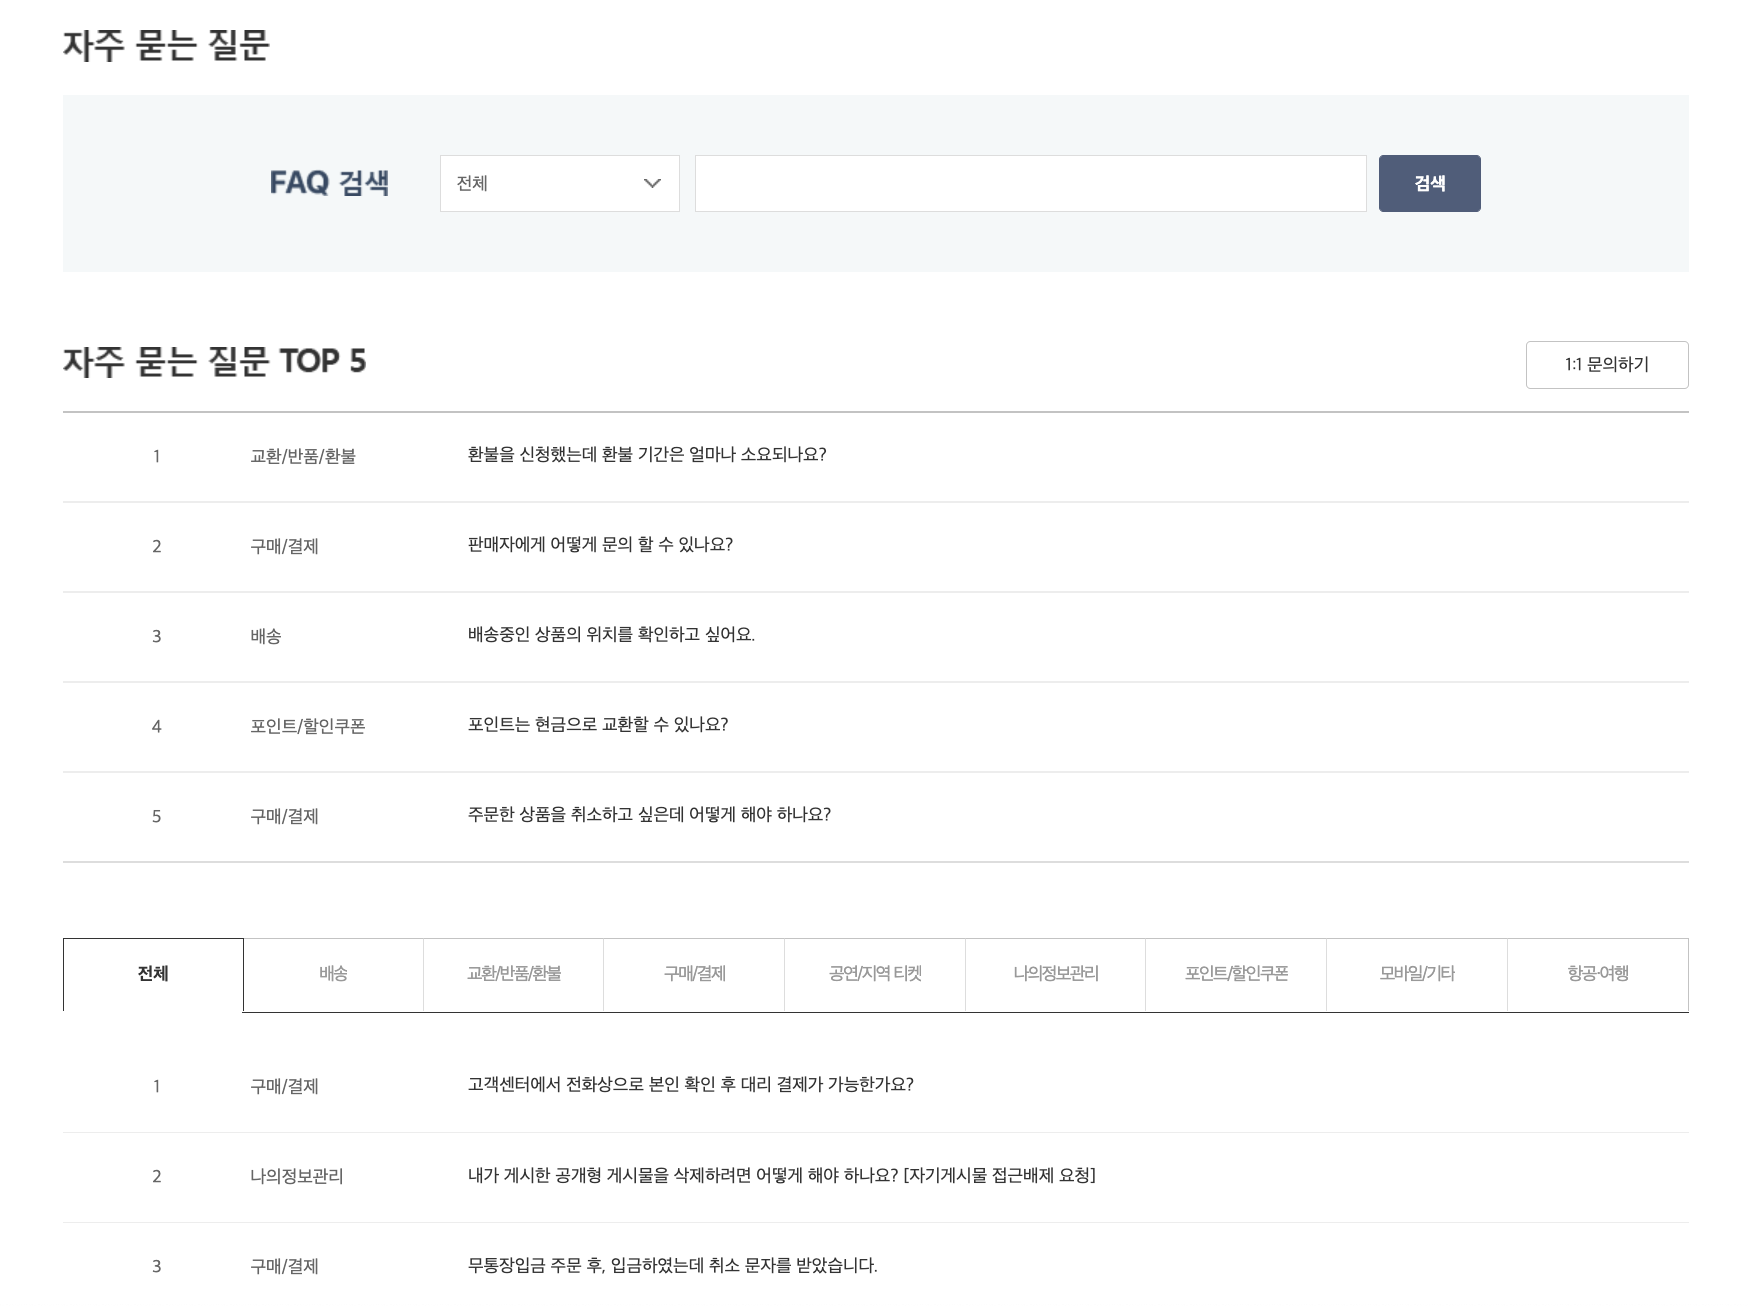 자주 묻는 질문
FAQ 검색 전체 검색
자주 묻는 질문 TOP 5 1:1 문의하기
1 교환/반품/환불 환불을 신청했는데 환불 기간은 얼마나 소요되나요?
2 구매/결제 판매자에게 어떻게 문의 할 수 있나요?
3 배송 배송중인 상품의 위치를 확인하고 싶어요.
4 포인트/할인쿠폰 포인트는 현금으로 교환할 수 있나요?
5 구매/결제 주문한 상품을 취소하고 싶은데 어떻게 해야 하나요?
전체 배송 교환/반품/환불 구매/결제 공연/지역 티켓 나의정보관리 포인트/할인쿠폰 모바일/기타 항공·여행
1 구매/결제 고객센터에서 전화상으로 본인 확인 후 대리 결제가 가능한가요?
2 나의정보관리 내가 게시한 공개형 게시물을 삭제하려면 어떻게 해야 하나요? [자기게시물 접근배제 요청]
3 구매/결제 무통장입금 주문 후, 입금하였는데 취소 문자를 받았습니다.